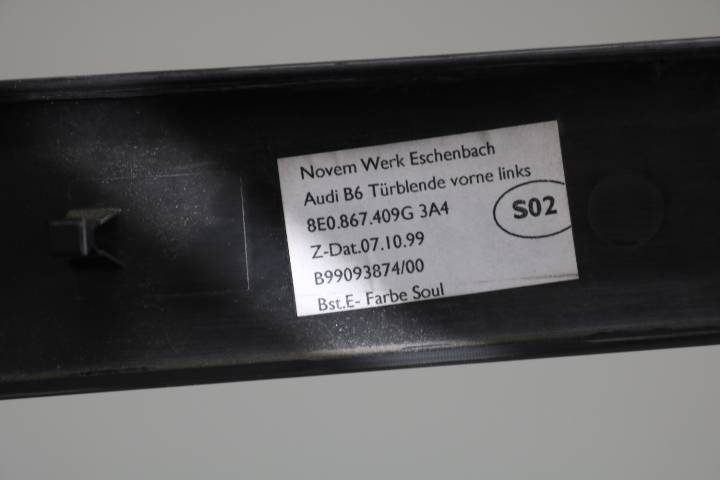 Novem Werk Eschenbach
Audi B6 Türblende vorne links
8E0.867.409G 3A4
S02
Z-Dat.07.10.99
B99093874/00
Bst.E- Farbe Soul